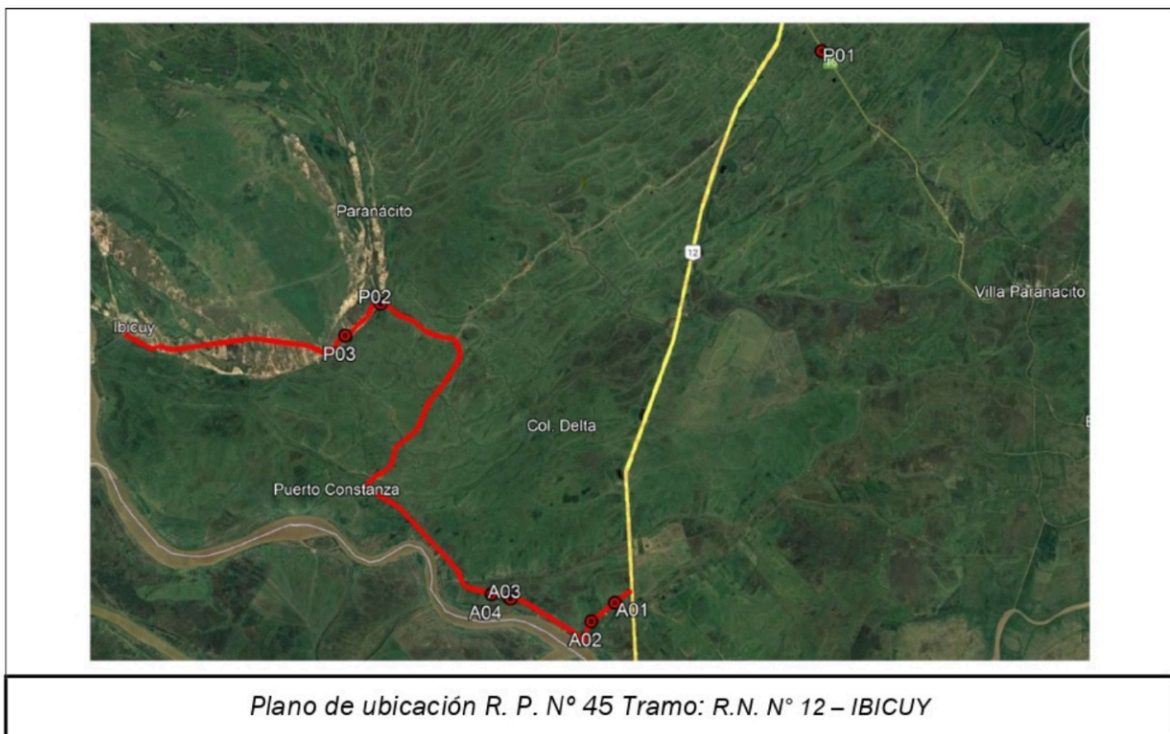 P01
Paranácito
12
Villa Paranacito
P02
Ibicuy
P03
Col. Delta
Puerto Constanza
A03
A04
A01
A02
Plano de ubicación R. P. Nº 45 Tramo: R.N. N° 12 – IBICUY